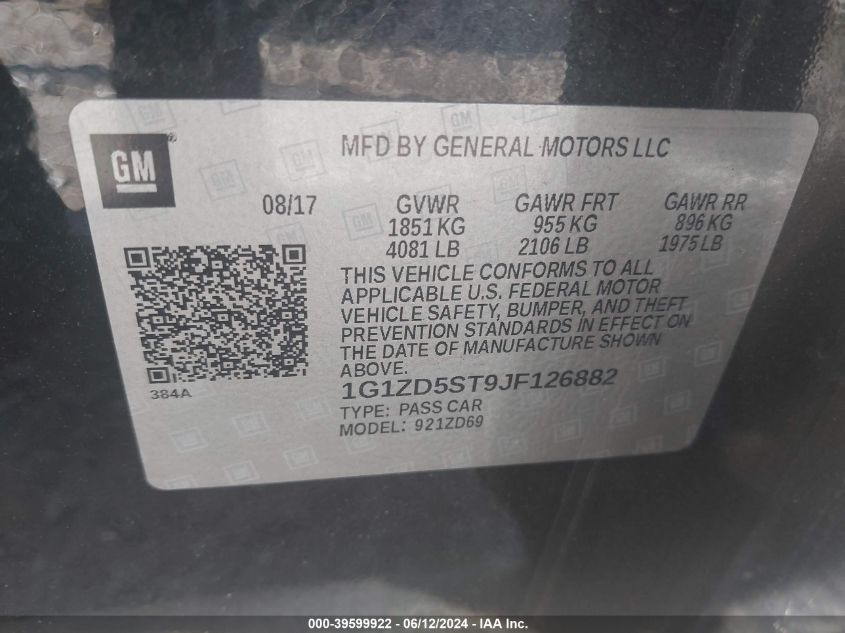 GM
MFD BY GENERAL MOTORS LLC
08/17 GVWR GAWR FRT GAWR RR
1851 KG 955 KG 896 KG
4081 LB 2106 LB 1975 LB
THIS VEHICLE CONFORMS TO ALL
APPLICABLE U.S. FEDERAL MOTOR
VEHICLE SAFETY, BUMPER, AND THEFT
PREVENTION STANDARDS IN EFFECT ON
THE DATE OF MANUFACTURE SHOWN
ABOVE.
384A
1G1ZD5ST9JF126882
TYPE: PASS CAR
MODEL: 921ZD69
000-39599922 - 06/12/2024 - IAAI INC.